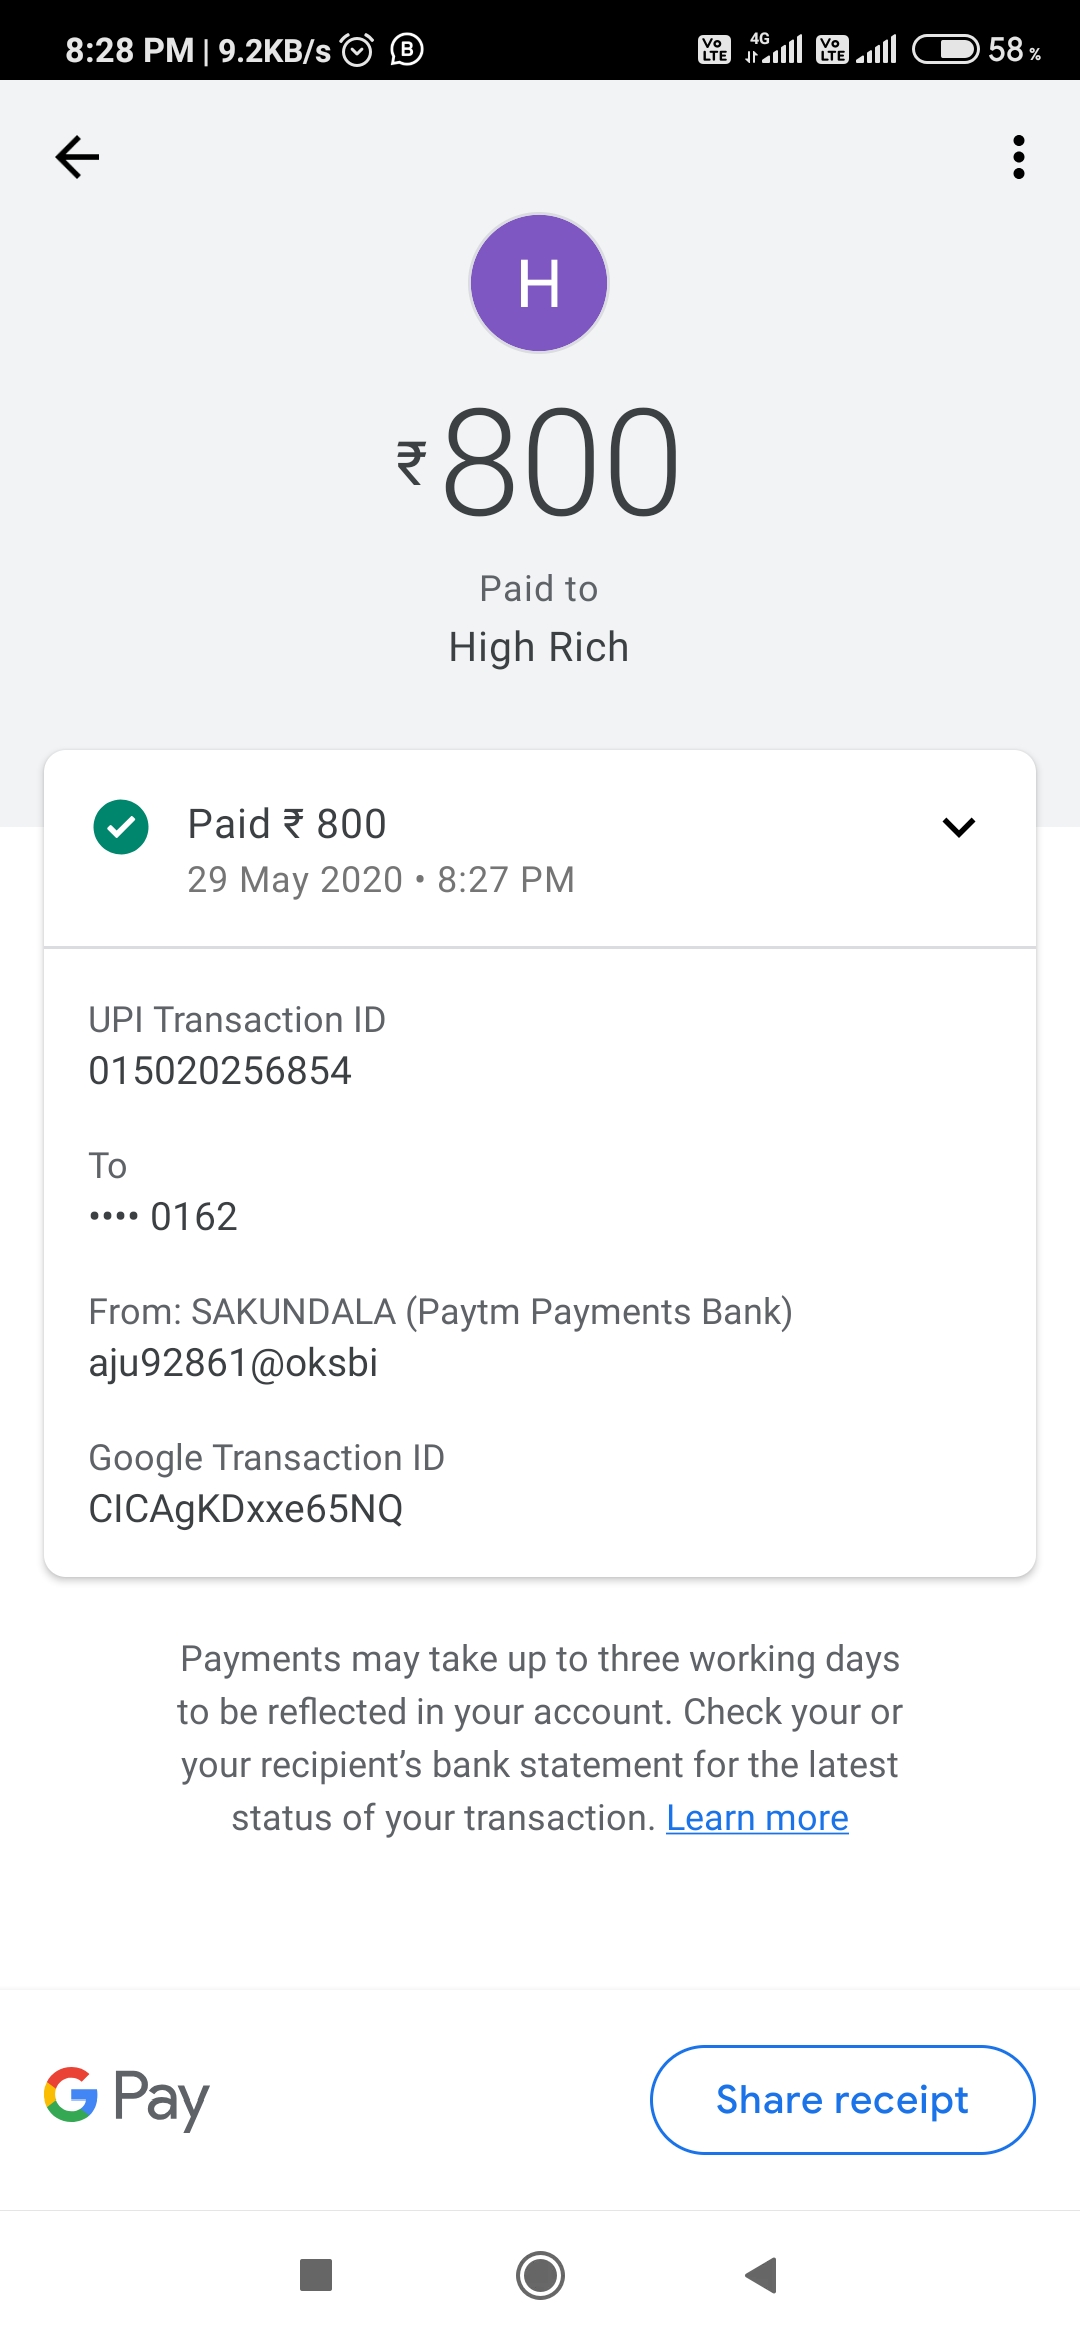 8:28 PM | 9.2KB/s B Vo LTE 4G Vo LTE 58 %
H
₹800
Paid to
High Rich
Paid ₹ 800
29 May 2020 • 8:27 PM
UPI Transaction ID
015020256854
To
•••• 0162
From: SAKUNDALA (Paytm Payments Bank)
aju92861@oksbi
Google Transaction ID
CICAgKDxxe65NQ
Payments may take up to three working days
to be reflected in your account. Check your or
your recipient’s bank statement for the latest
status of your transaction. Learn more
G Pay
Share receipt